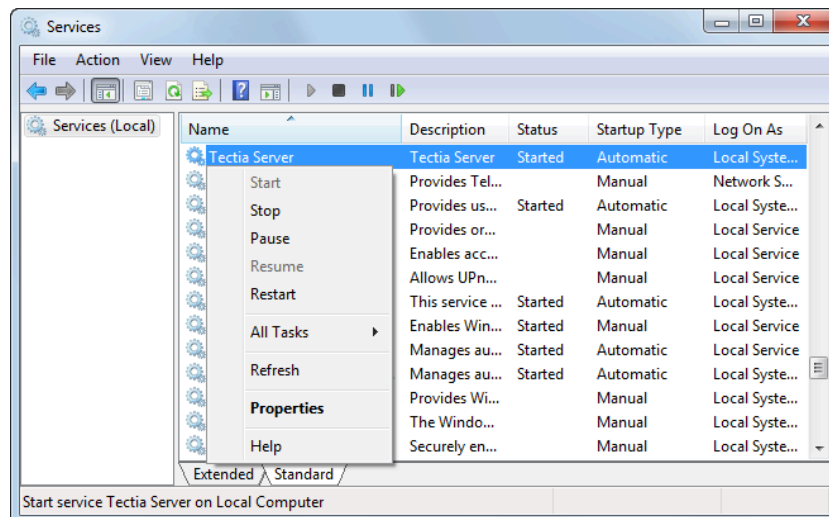 Services
File Action View Help
Services (Local)
Name Description Status Startup Type Log On As
Tectia Server Tectia Server Started Automatic Local Syste...
Start Provides Tel... Manual Network S...
Stop Provides us... Started Automatic Local Syste...
Pause Provides or... Manual Local Service
Enables acc... Manual Local Service
Resume Allows UPn... Manual Local Service
Restart This service ... Started Automatic Local Syste...
All Tasks Enables Win... Started Manual Local Service
Manages au... Started Automatic Local Service
Refresh Manages au... Started Automatic Local Syste...
Provides Wi... Manual Local Syste...
Properties The Windo... Manual Local Syste...
Help Securely en... Manual Local Syste...
Extended Standard
Start service Tectia Server on Local Computer